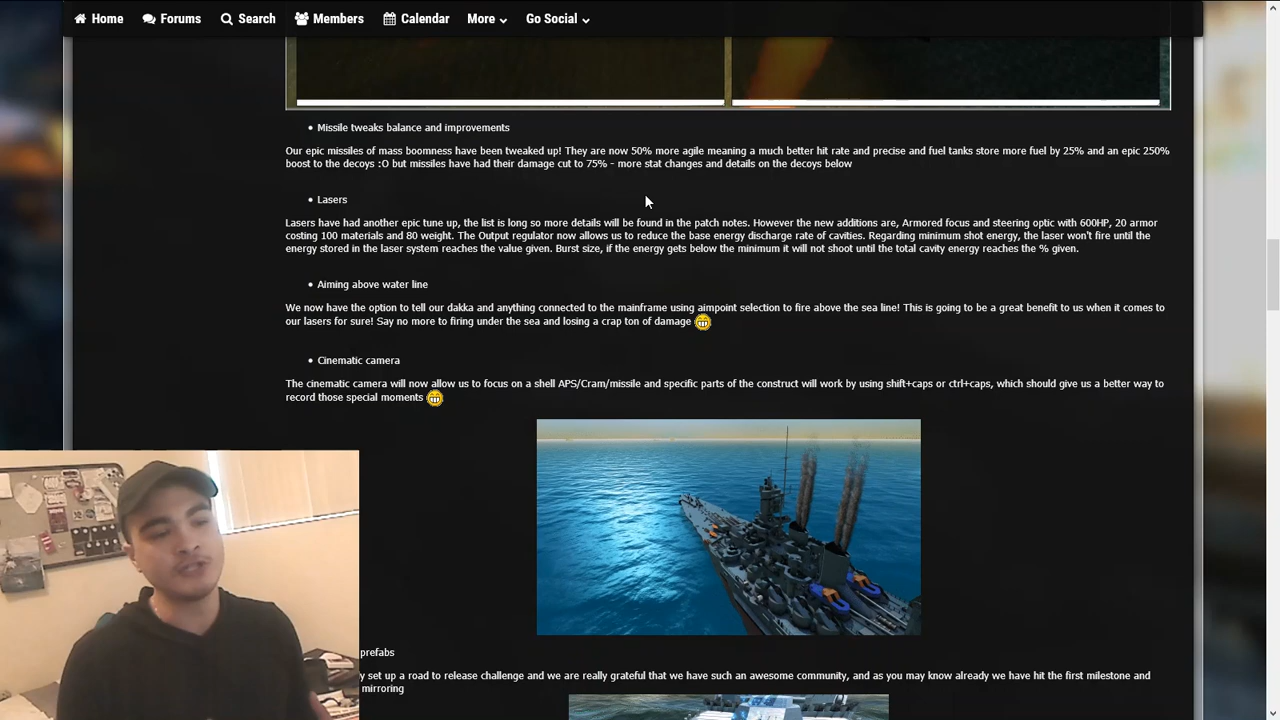 Home Forums Search Members Calendar More Go Social
Missile tweaks balance and improvements
Our epic missiles of mass boomness have been tweaked up! They are now 50% more agile meaning a much better hit rate and precise and fuel tanks store more fuel by 25% and an epic 250%
boost to the decoys :O but missiles have had their damage cut to 75% - more stat changes and details on the decoys below
Lasers
Lasers have had another epic tune up, the list is long so more details will be found in the patch notes. However the new additions are, Armored focus and steering optic with 600HP, 20 armor
costing 100 materials and 80 weight. The Output regulator now allows us to reduce the base energy discharge rate of cavities. Regarding minimum shot energy, the laser won't fire until the
energy stored in the laser system reaches the value given. Burst size, if the energy gets below the minimum it will not shoot until the total cavity energy reaches the % given.
Aiming above water line
We now have the option to tell our dakka and anything connected to the mainframe using aimpoint selection to fire above the sea line! This is going to be a great benefit to us when it comes to
our lasers for sure! Say no more to firing under the sea and losing a crap ton of damage
Cinematic camera
The cinematic camera will now allow us to focus on a shell APS/Cram/missile and specific parts of the construct will work by using shift+caps or ctrl+caps, which should give us a better way to
record those special moments
prefabs
y set up a road to release challenge and we are really grateful that we have such an awesome community, and as you may know already we have hit the first milestone and
mirroring